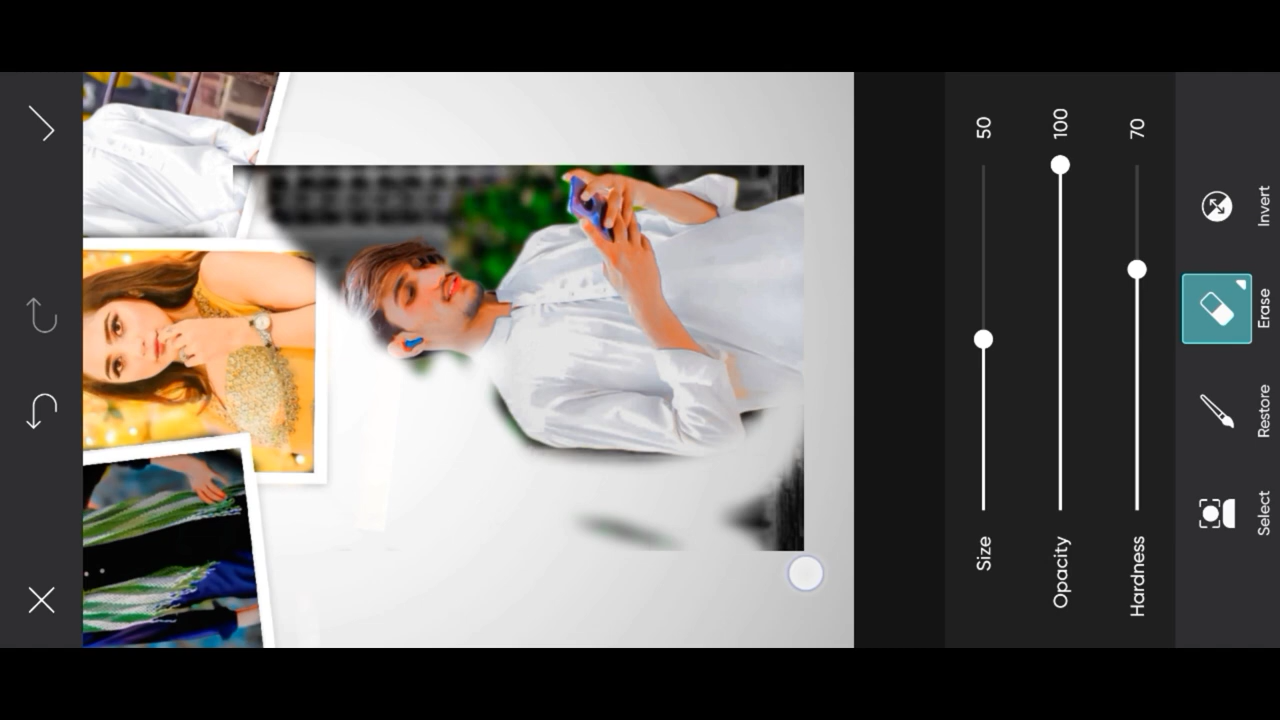 Size 50
Opacity 100
Hardness 70
Select
Restore
Erase
Invert